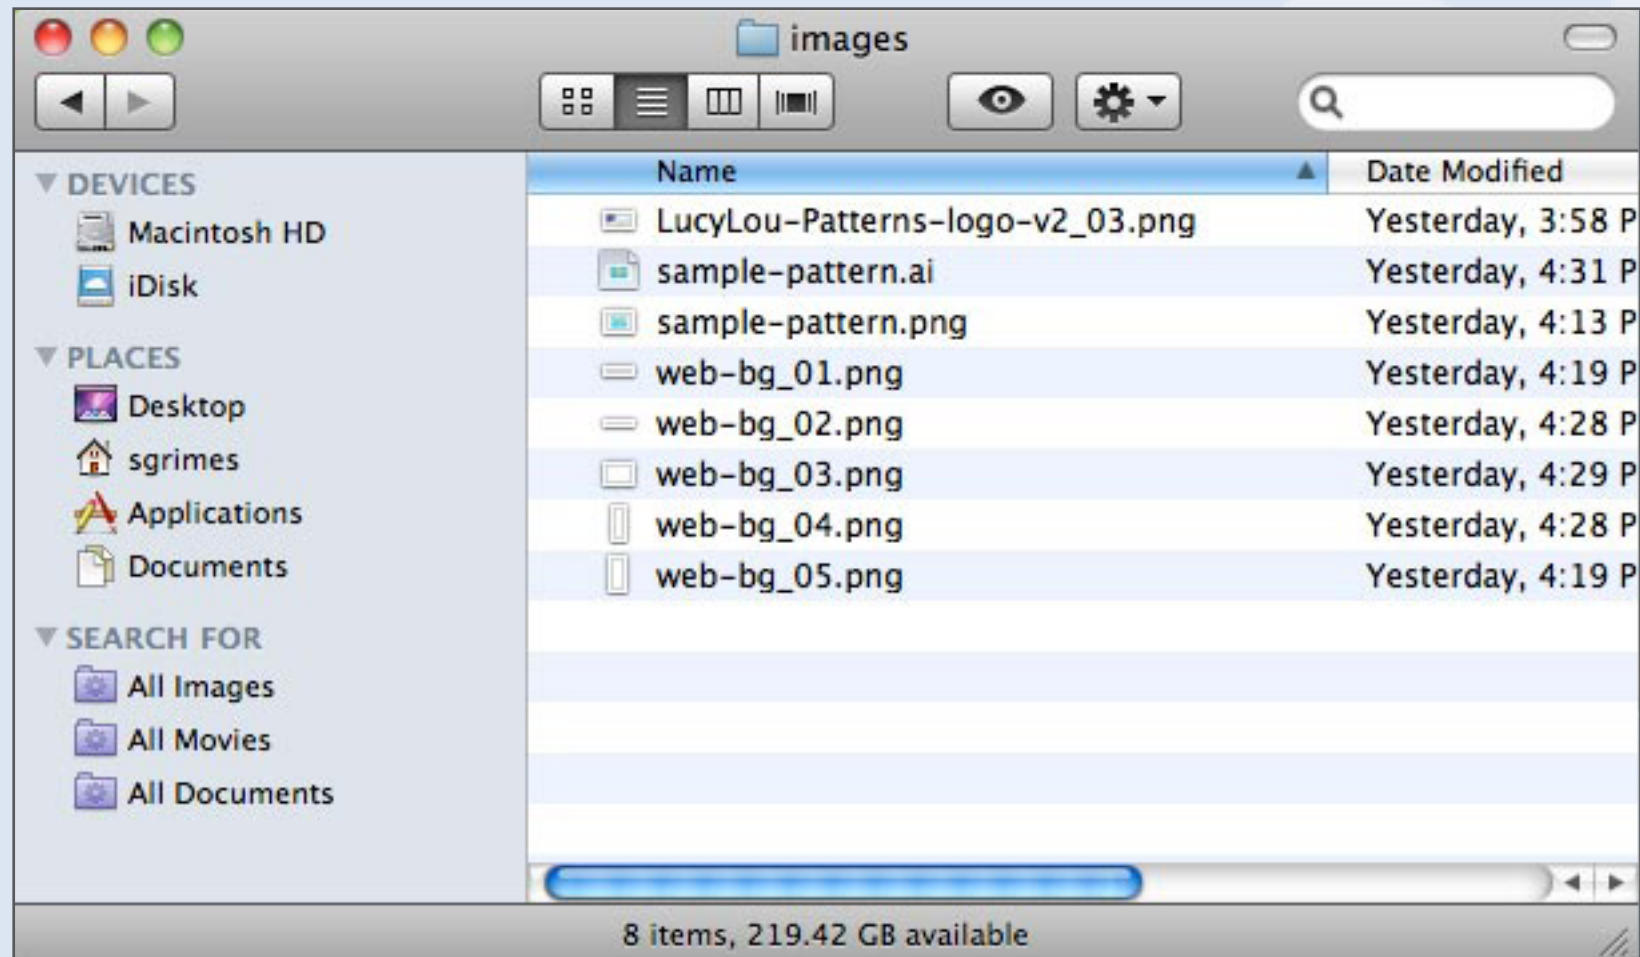 images
DEVICES
Macintosh HD
iDisk
PLACES
Desktop
sgrimes
Applications
Documents
SEARCH FOR
All Images
All Movies
All Documents
Name Date Modified
LucyLou-Patterns-logo-v2_03.png Yesterday, 3:58 P
sample-pattern.ai Yesterday, 4:31 P
sample-pattern.png Yesterday, 4:13 P
web-bg_01.png Yesterday, 4:19 P
web-bg_02.png Yesterday, 4:28 P
web-bg_03.png Yesterday, 4:29 P
web-bg_04.png Yesterday, 4:28 P
web-bg_05.png Yesterday, 4:19 P
8 items, 219.42 GB available